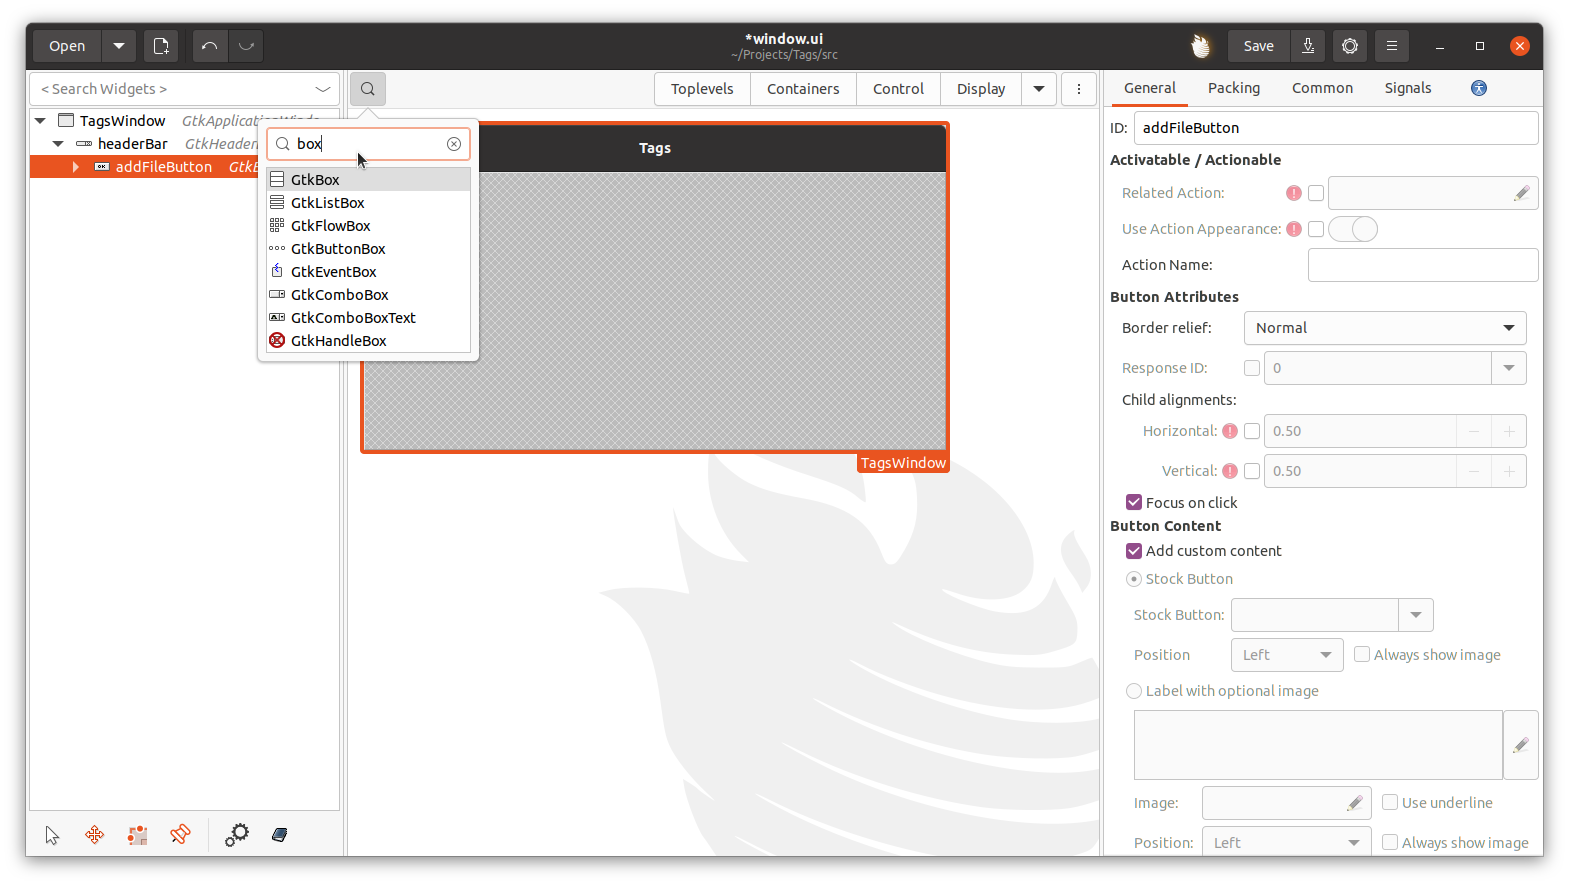 Open
*window.ui
~/Projects/Tags/src
Save
< Search Widgets >
Toplevels
Containers
Control
Display
General
Packing
Common
Signals
TagsWindow
headerBar
GtkHeader
addFileButton
box
GtkBox
GtkListBox
GtkFlowBox
GtkButtonBox
GtkEventBox
GtkComboBox
GtkComboBoxText
GtkHandleBox
Tags
TagsWindow
ID: addFileButton
Activatable / Actionable
Related Action:
Use Action Appearance:
Action Name:
Button Attributes
Border relief: Normal
Response ID: 0
Child alignments:
Horizontal: 0.50
Vertical: 0.50
Focus on click
Button Content
Add custom content
Stock Button
Stock Button:
Position Left Always show image
Label with optional image
Image: Use underline
Position: Left Always show image